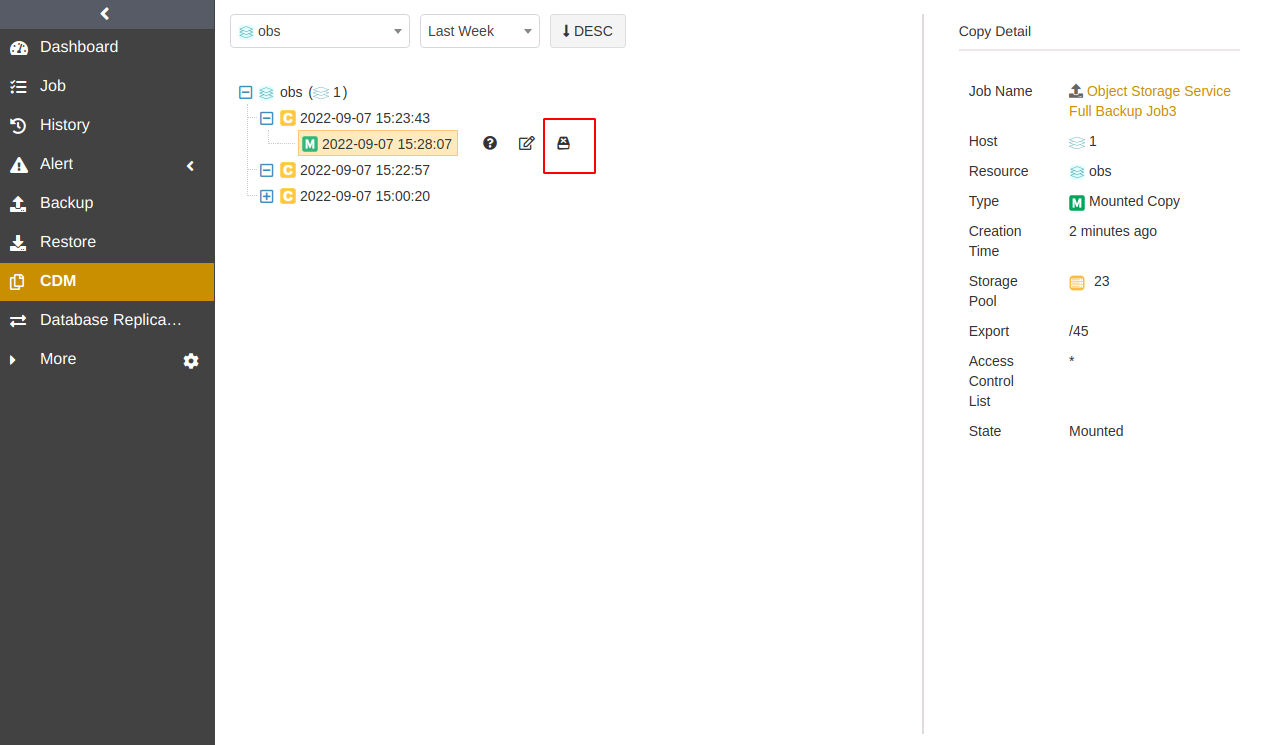 Dashboard
Job
History
Alert
Backup
Restore
CDM
Database Replica…
More
obs
Last Week
DESC
obs (1)
C 2022-09-07 15:23:43
M 2022-09-07 15:28:07
C 2022-09-07 15:22:57
C 2022-09-07 15:00:20
Copy Detail
Job Name
Object Storage Service
Full Backup Job3
Host
1
Resource
obs
Type
M Mounted Copy
Creation
Time
2 minutes ago
Storage
Pool
23
Export
/45
Access
Control
List
*
State
Mounted